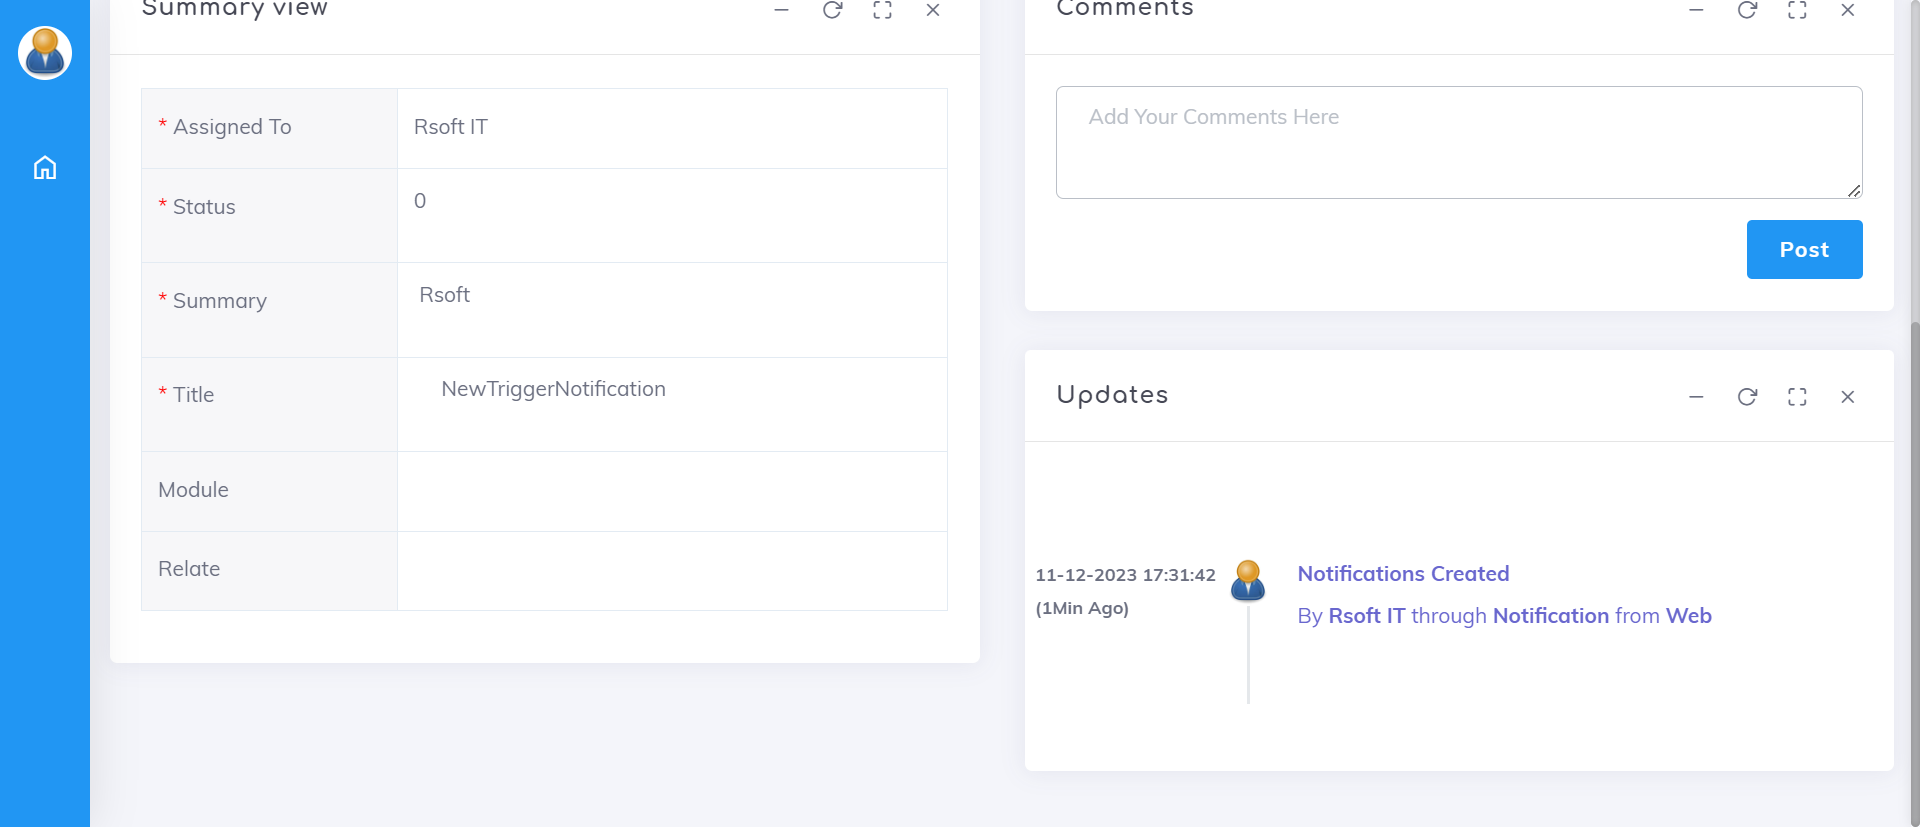 Summary view
* Assigned To Rsoft IT
* Status 0
* Summary Rsoft
* Title NewTriggerNotification
Module
Relate
Comments
Add Your Comments Here
Post
Updates
11-12-2023 17:31:42
(1Min Ago)
Notifications Created
By Rsoft IT through Notification from Web